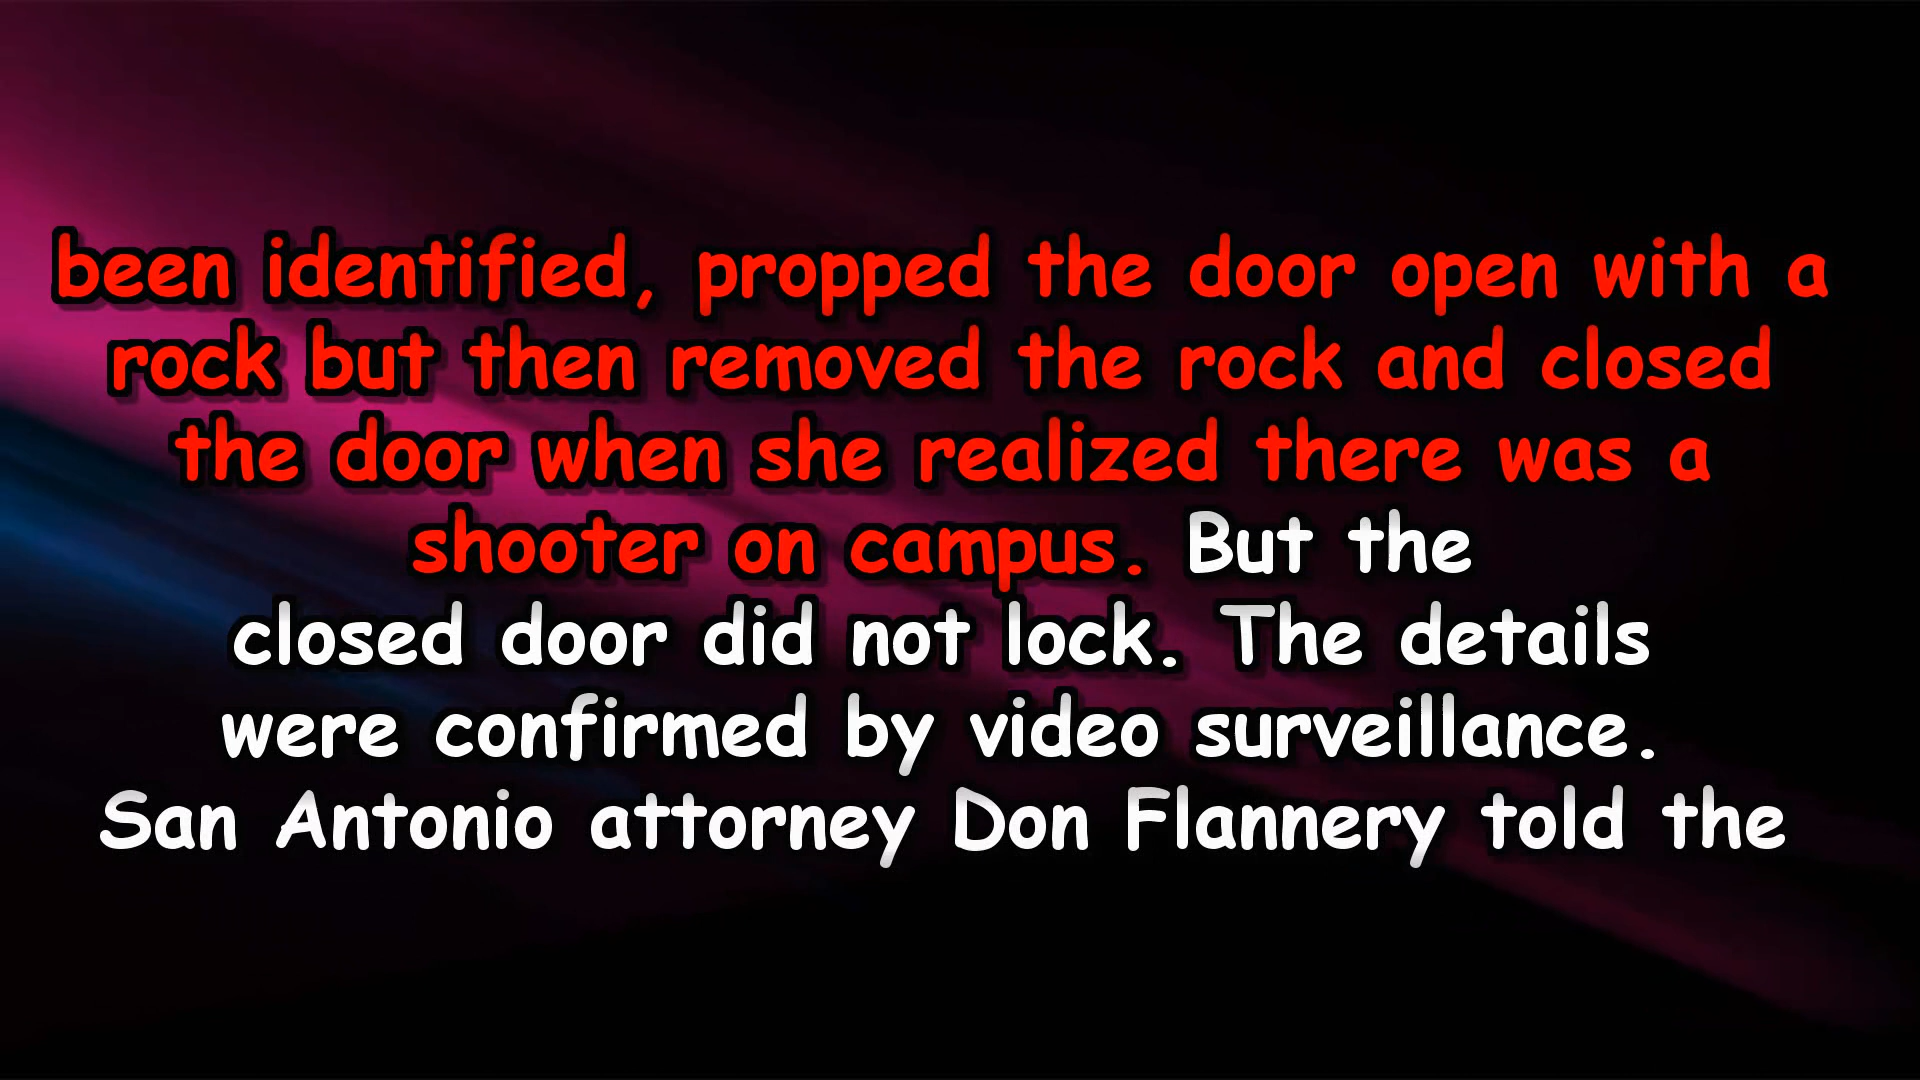 been identified, propped the door open with a
rock but then removed the rock and closed
the door when she realized there was a
shooter on campus. But the
closed door did not lock. The details
were confirmed by video surveillance.
San Antonio attorney Don Flannery told the